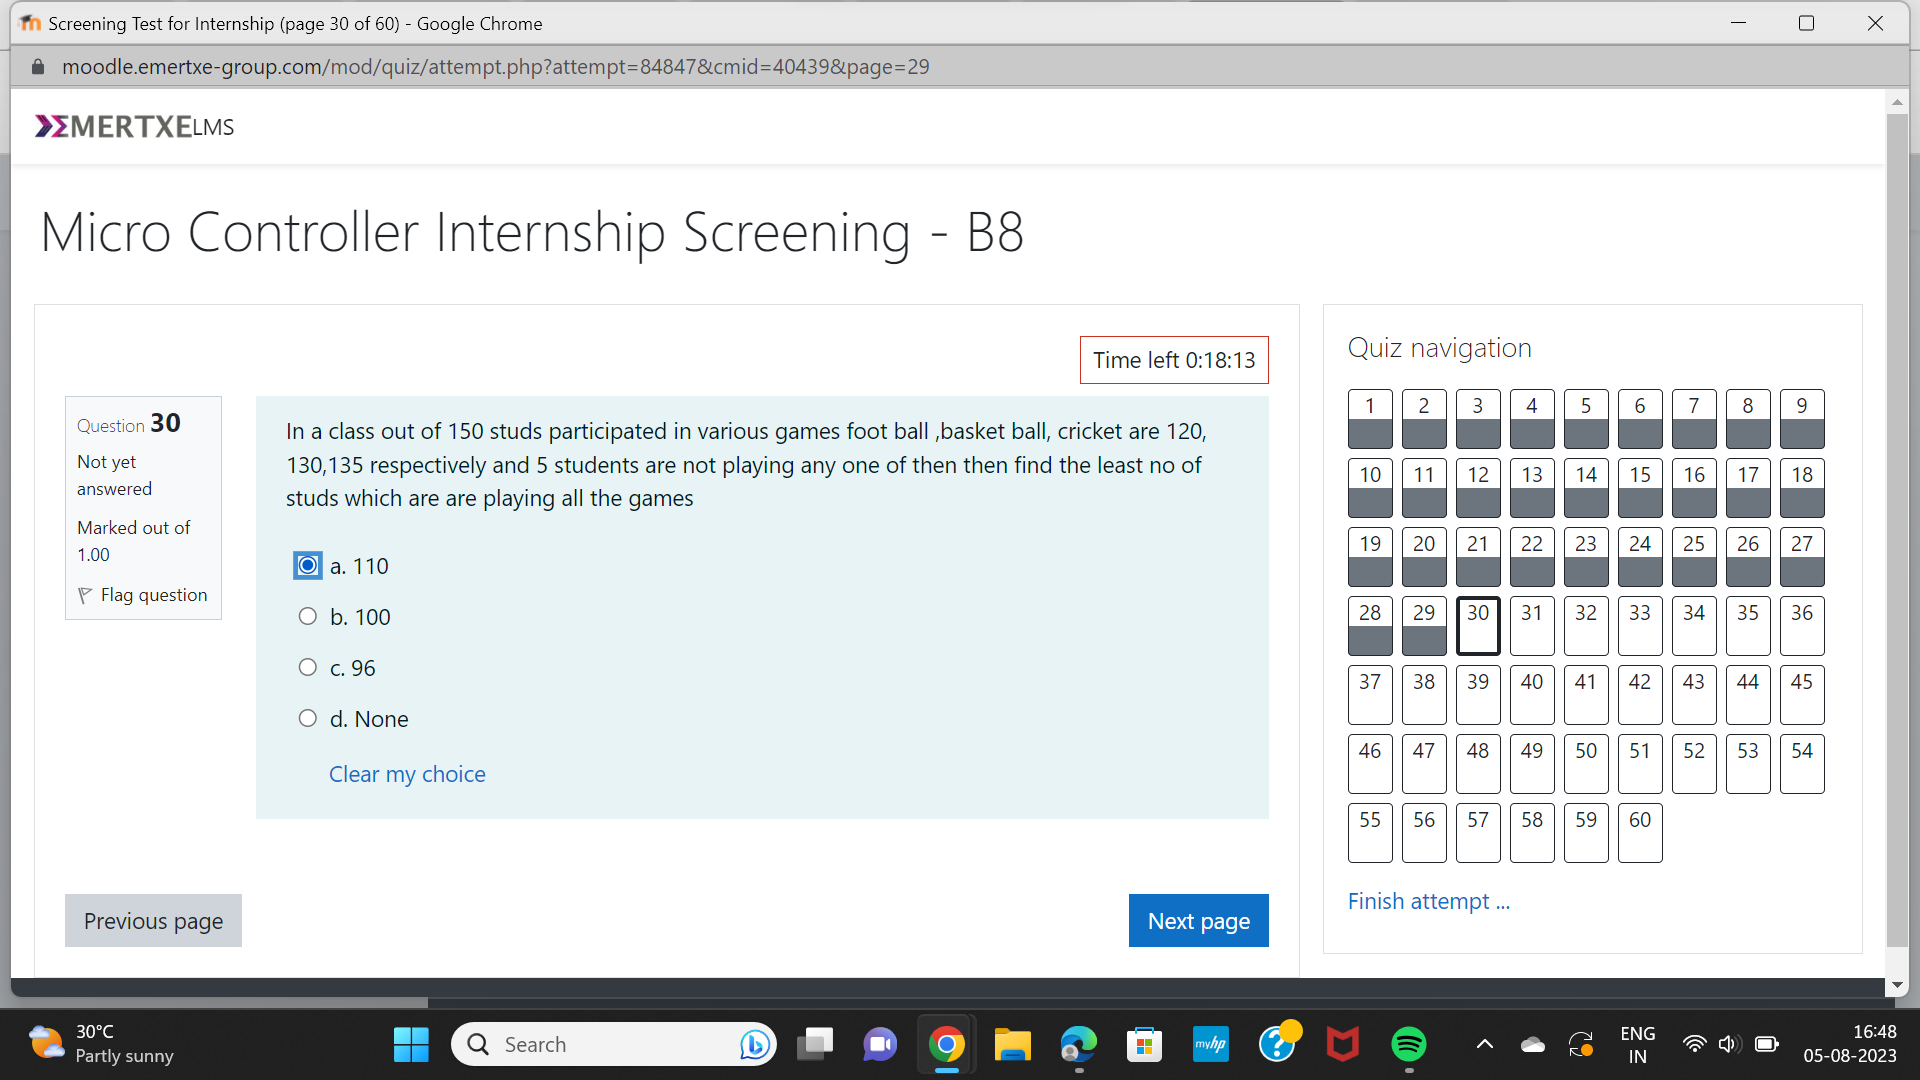 Screening Test for Internship (page 30 of 60) - Google Chrome
moodle.emertxe-group.com/mod/quiz/attempt.php?attempt=84847&cmid=40439&page=29
EMERTXE LMS
Micro Controller Internship Screening - B8
Time left 0:18:13
Question 30
Not yet
answered
Marked out of
1.00
Flag question
In a class out of 150 studs participated in various games foot ball ,basket ball, cricket are 120,
130,135 respectively and 5 students are not playing any one of then then find the least no of
studs which are are playing all the games
a. 110
b. 100
c. 96
d. None
Clear my choice
Previous page
Next page
Quiz navigation
1 2 3 4 5 6 7 8 9
10 11 12 13 14 15 16 17 18
19 20 21 22 23 24 25 26 27
28 29 30 31 32 33 34 35 36
37 38 39 40 41 42 43 44 45
46 47 48 49 50 51 52 53 54
55 56 57 58 59 60
Finish attempt ...
30°C
Partly sunny
Search
myhp
ENG
IN
16:48
05-08-2023